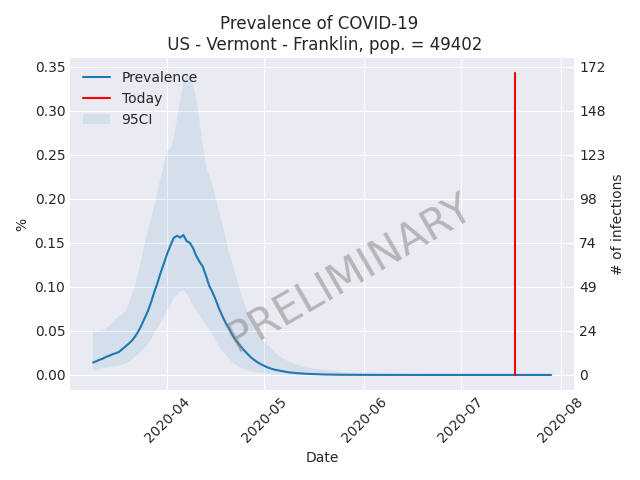 Prevalence of COVID-19
US - Vermont - Franklin, pop. = 49402
Prevalence
Today
95CI
0.35
0.30
0.25
0.20
0.15
0.10
0.05
0.00
%
172
148
123
98
74
49
24
0
# of infections
PRELIMINARY
2020-04
2020-05
2020-06
2020-07
2020-08
Date